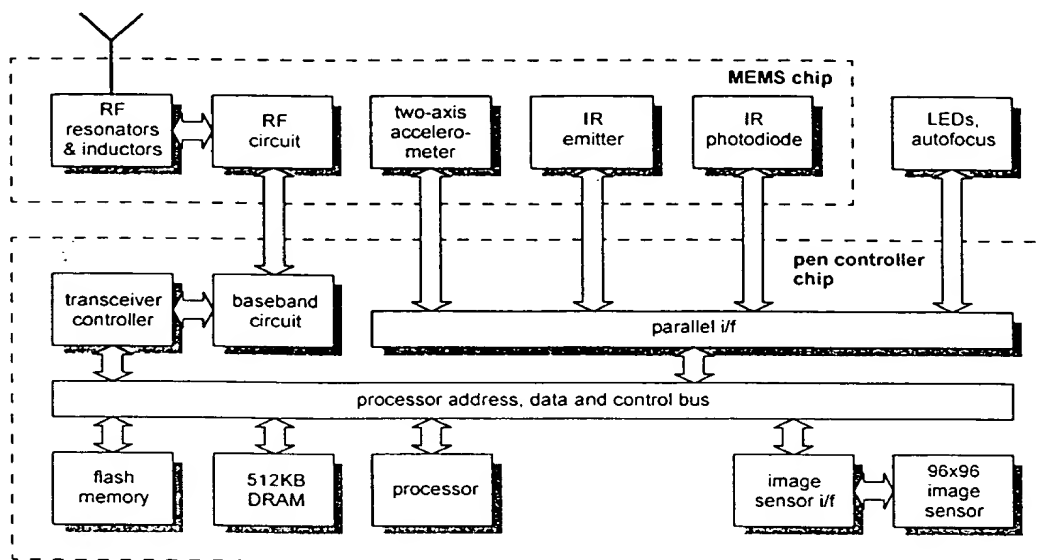 MEMS chip
RF
resonators
& inductors
RF
circuit
two-axis
accelero-
meter
IR
emitter
IR
photodiode
LEDs,
autofocus
pen controller
chip
transceiver
controller
baseband
circuit
parallel i/f
processor address, data and control bus
flash
memory
512KB
DRAM
processor
image
sensor i/f
96x96
image
sensor